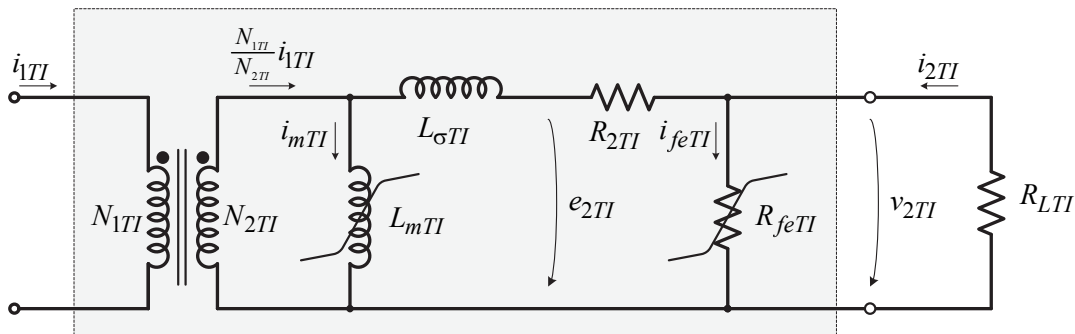 i1TI
N1TI
N2TI
i1TI
i2TI
imTI
LσTI
R2TI
ifeTI
N1TI
N2TI
LmTI
e2TI
RfeTI
v2TI
RLTI